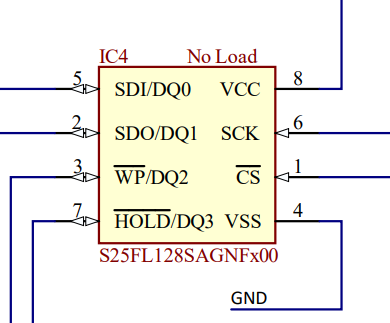 IC4 No Load
5 SDI/DQ0 VCC 8
2 SDO/DQ1 SCK 6
3 WP/DQ2 CS 1
7 HOLD/DQ3 VSS 4
S25FL128SAGNFx00
GND